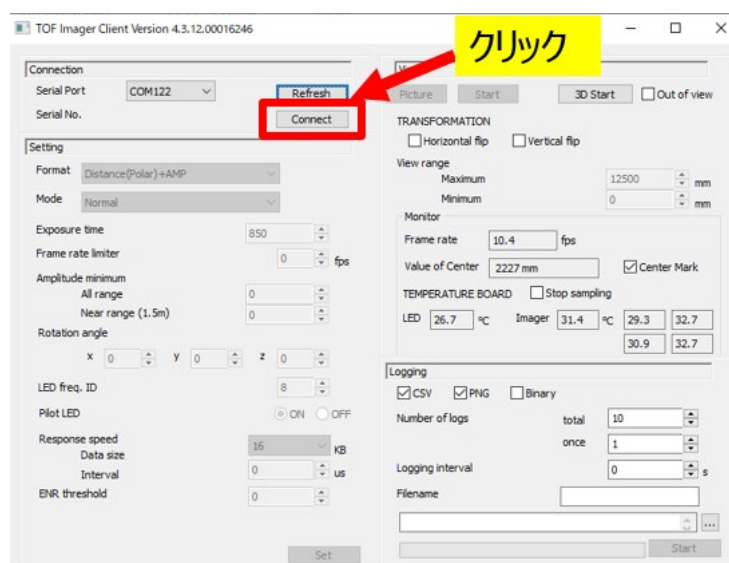 TOF Imager Client Version 4.3.12.00016246
クリック
Connection
Serial Port COM122 Refresh
Serial No. Connect
Setting
Format Distance(Polar)+AMP
Mode Normal
Exposure time 850
Frame rate limiter 0 fps
Amplitude minimum
All range 0
Near range (1.5m) 0
Rotation angle
x 0 y 0 z 0
LED freq. ID 8
Pilot LED ON OFF
Response speed
Data size 16 KB
Interval 0 us
ENR threshold 0
Set
Picture Start 3D Start Out of view
TRANSFORMATION
Horizontal flip Vertical flip
View range
Maximum 12500 mm
Minimum 0 mm
Monitor
Frame rate 10.4 fps
Value of Center 2227 mm Center Mark
TEMPERATURE BOARD Stop sampling
LED 26.7 ℃ Imager 31.4 ℃ 29.3 32.7
30.9 32.7
Logging
CSV PNG Binary
Number of logs total 10
once 1
Logging interval 0 s
Filename
...
Start